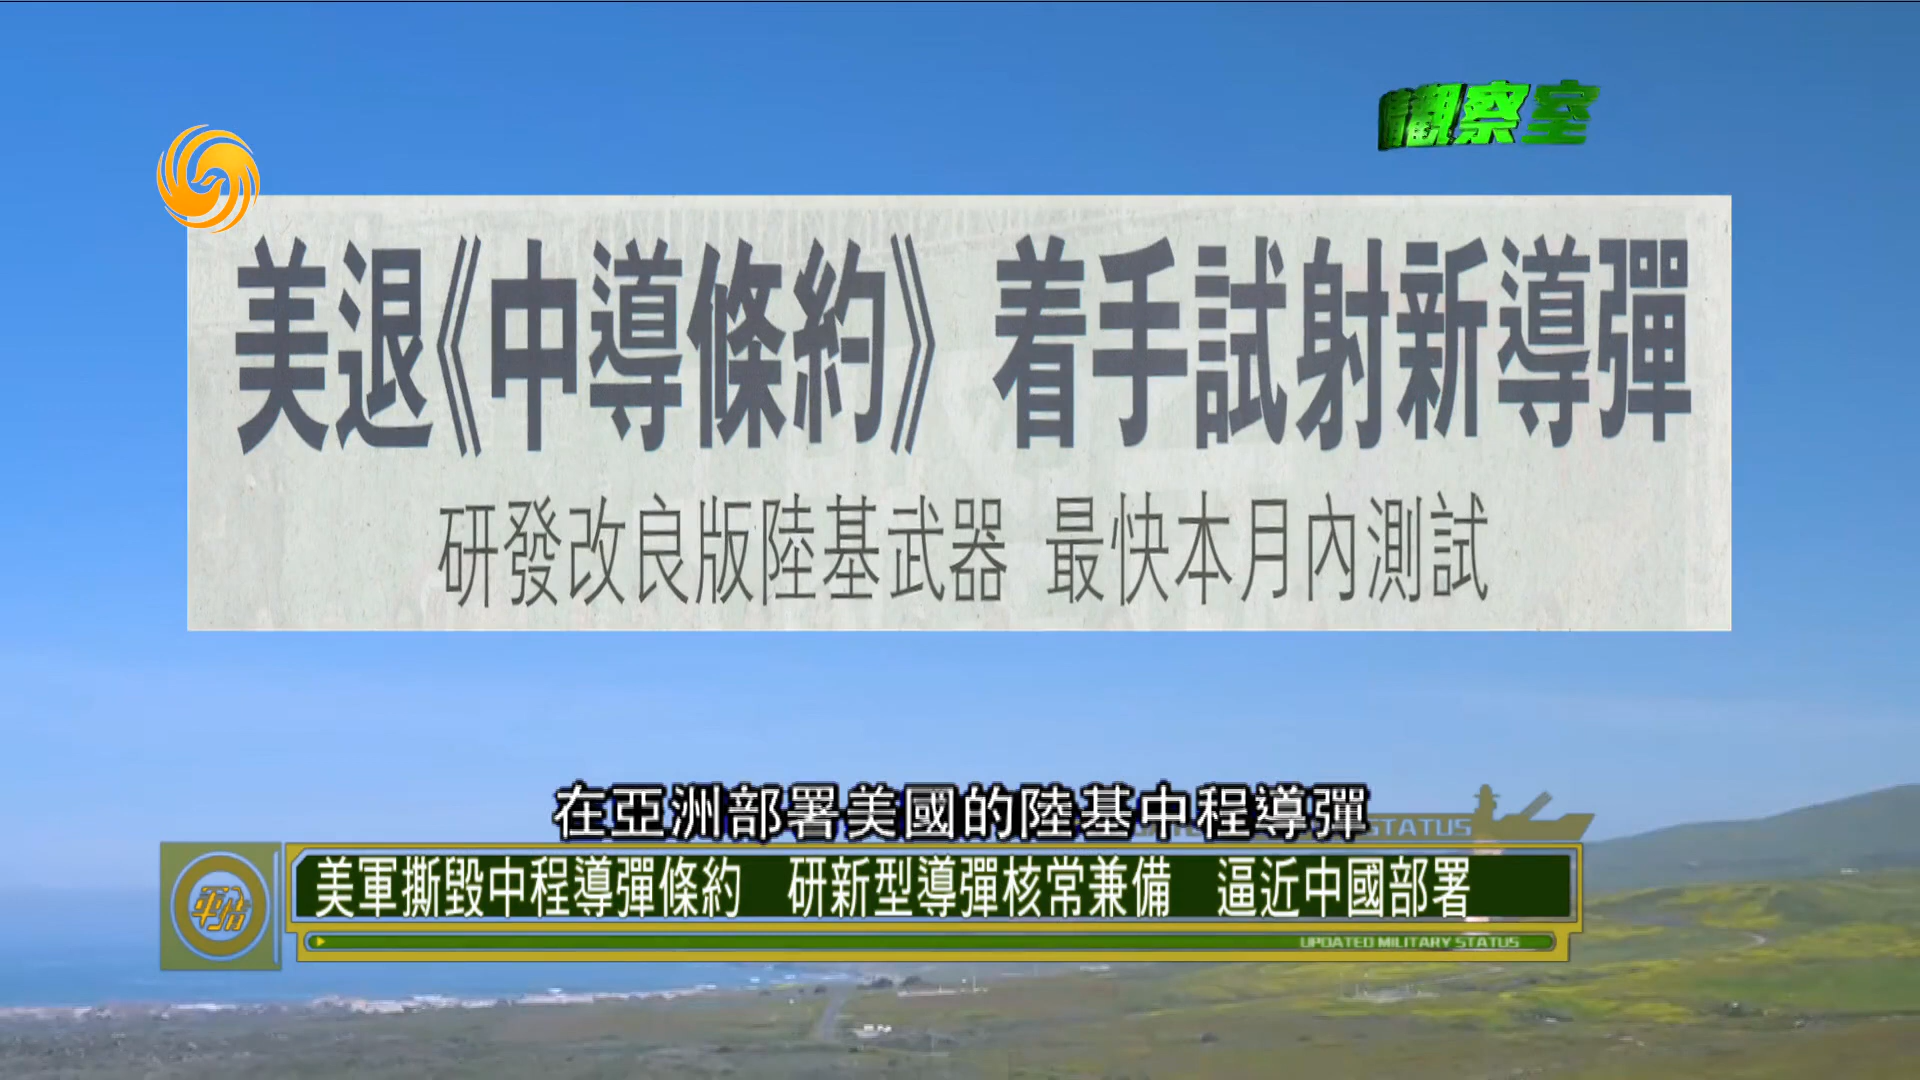 情觀察室
美退《中導條約》 着手試射新導彈
研發改良版陸基武器 最快本月內測試
在亞洲部署美國的陸基中程導彈
STATUS
美軍撕毀中程導彈條約 研新型導彈核常兼備 逼近中國部署
UPDATED MILITARY STATUS